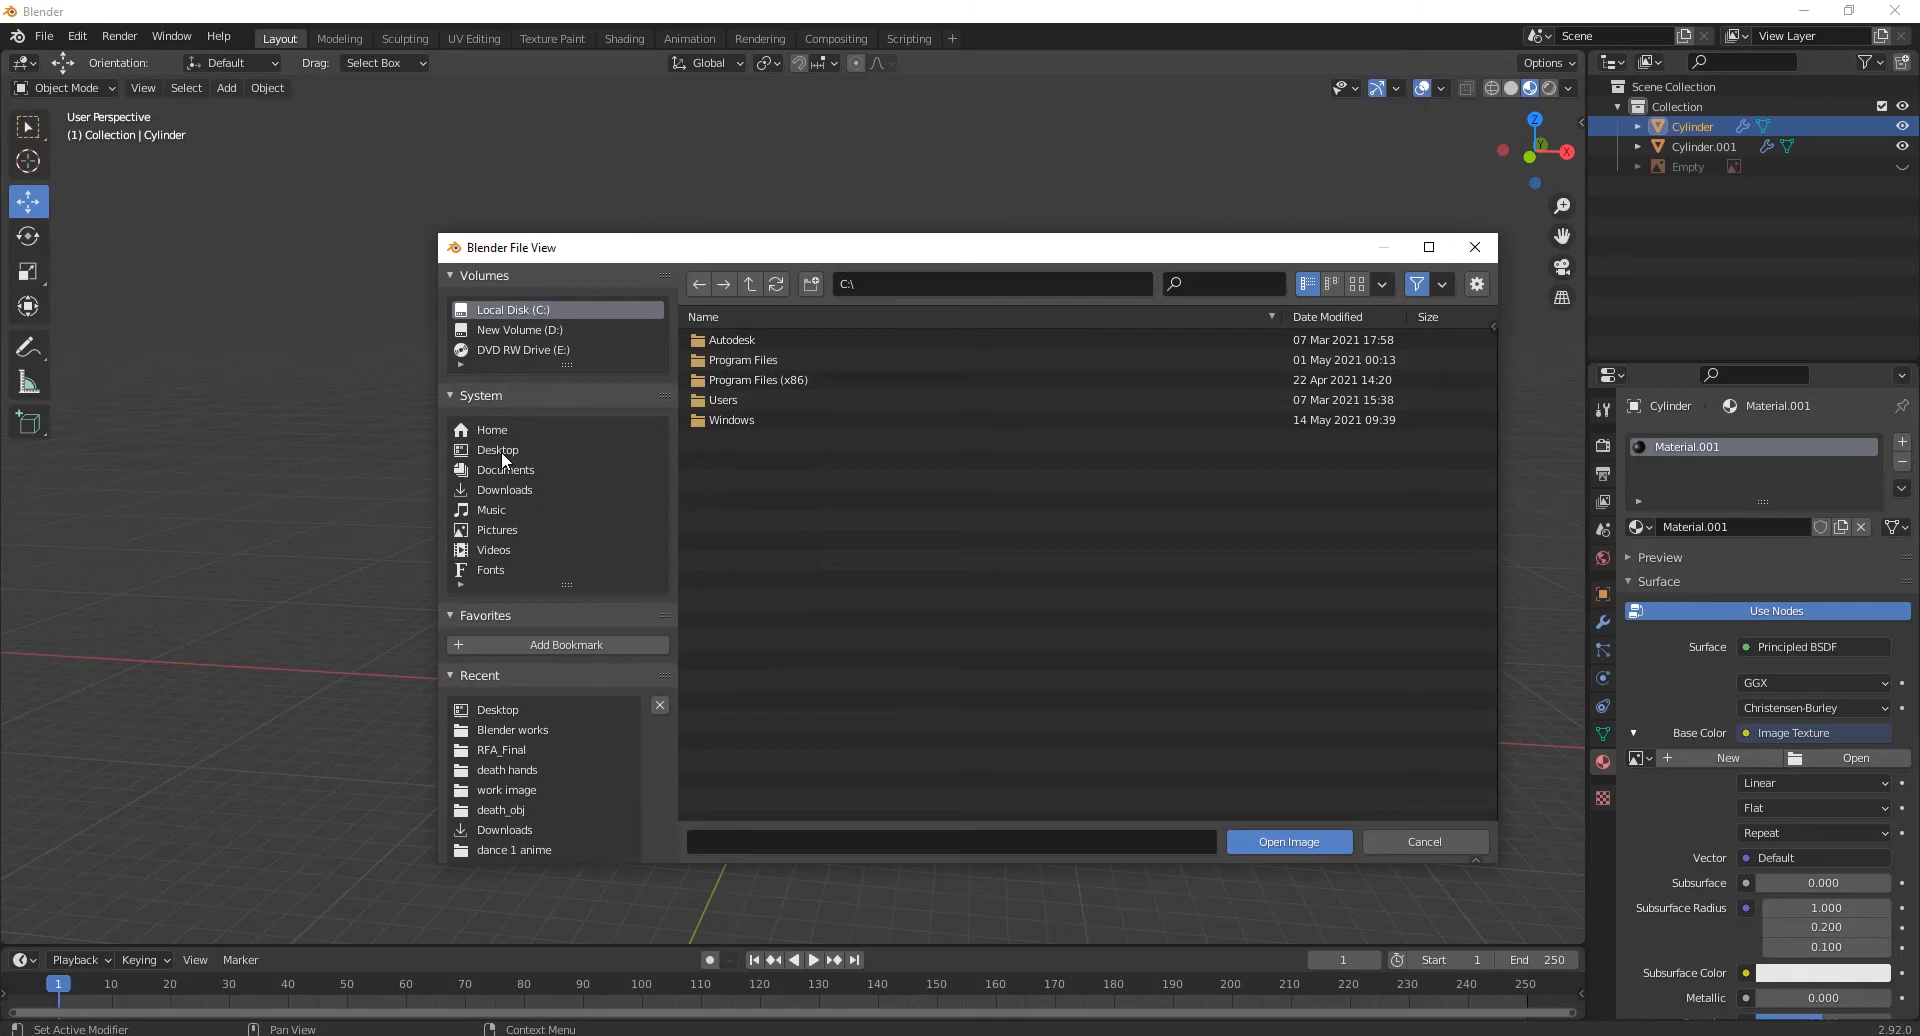 Blender
File Edit Render Window Help Layout Modeling Sculpting UV Editing Texture Paint Shading Animation Rendering Compositing Scripting + Scene View Layer
Orientation: Default Drag: Select Box Global Options
Object Mode View Select Add Object
User Perspective
(1) Collection | Cylinder
Z
Y
X
Scene Collection
Collection
Cylinder
Cylinder.001
Empty
Blender File View
Volumes
Local Disk (C:)
New Volume (D:)
DVD RW Drive (E:)
System
Home
Desktop
Documents
Downloads
Music
Pictures
Videos
Fonts
Favorites
Add Bookmark
Recent
Desktop
Blender works
RFA_Final
death hands
work image
death_obj
Downloads
dance 1 anime
C:\
Name Date Modified Size
Autodesk 07 Mar 2021 17:58
Program Files 01 May 2021 00:13
Program Files (x86) 22 Apr 2021 14:20
Users 07 Mar 2021 15:38
Windows 14 May 2021 09:39
Open Image Cancel
Cylinder Material.001
Material.001
Material.001
Preview
Surface
Use Nodes
Surface Principled BSDF
GGX
Christensen-Burley
Base Color Image Texture
New Open
Linear
Flat
Repeat
Vector Default
Subsurface 0.000
Subsurface Radius 1.000
0.200
0.100
Subsurface Color
Metallic 0.000
Playback Keying View Marker 1 Start 1 End 250
1 10 20 30 40 50 60 70 80 90 100 110 120 130 140 150 160 170 180 190 200 210 220 230 240 250
Set Active Modifier Pan View Context Menu 2.92.0